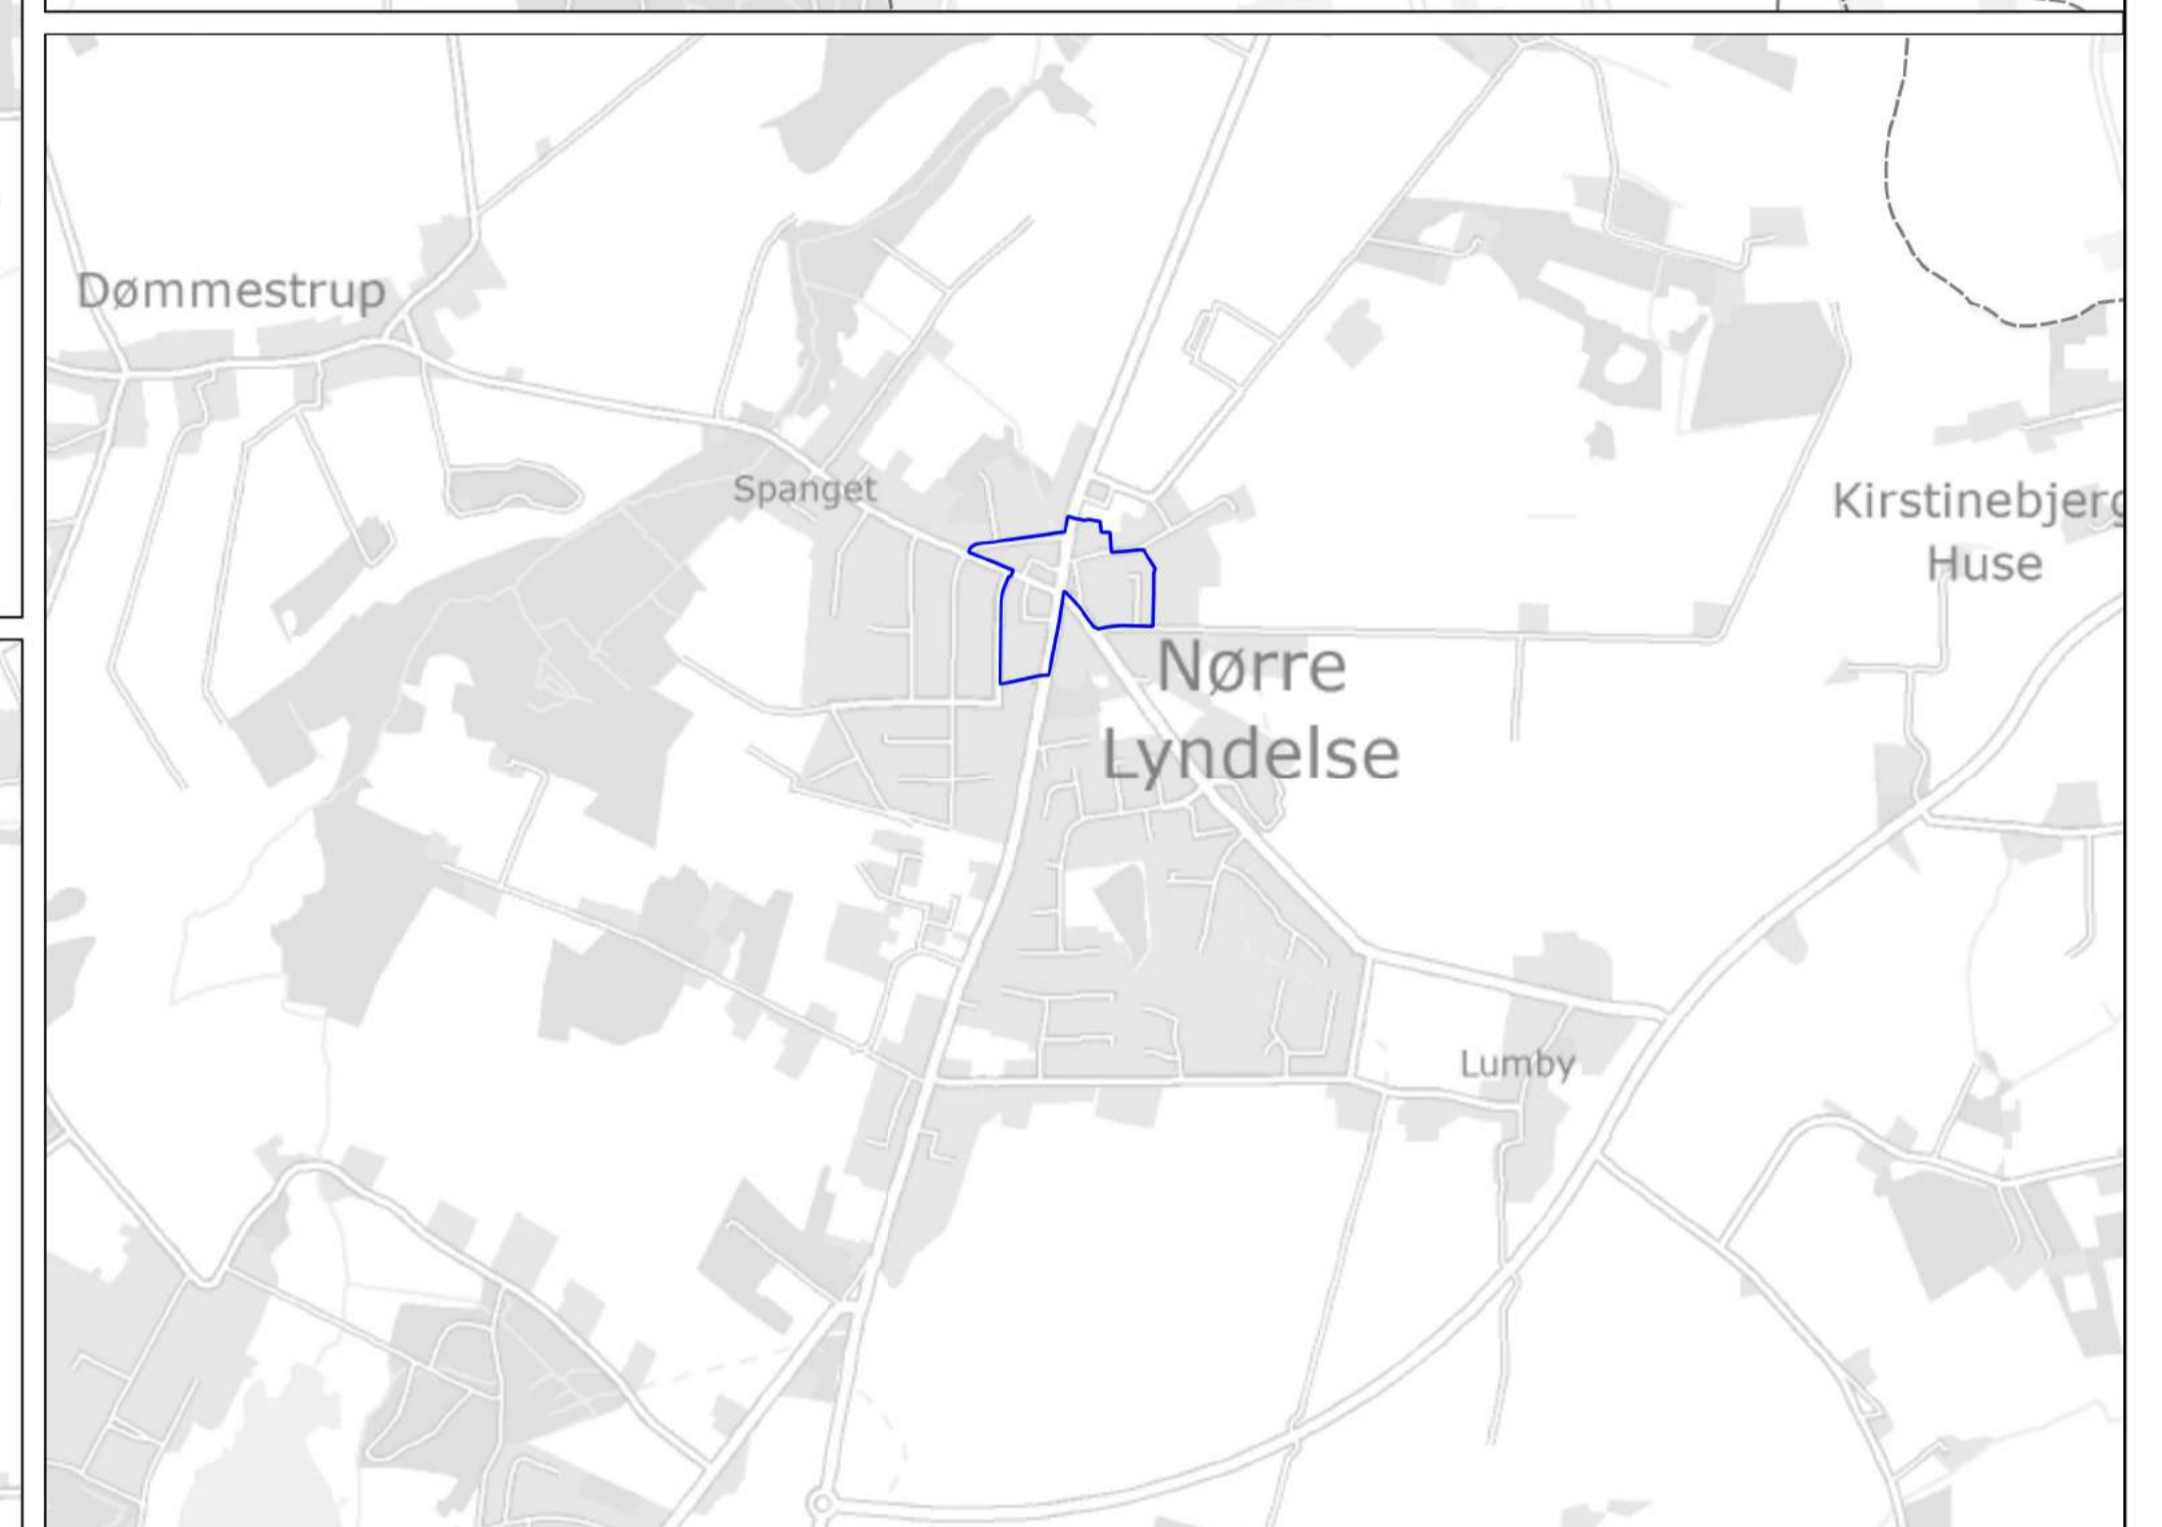 Dømmestrup
Spanget
Kirstinebjerg
Huse
Nørre
Lyndelse
Lumby